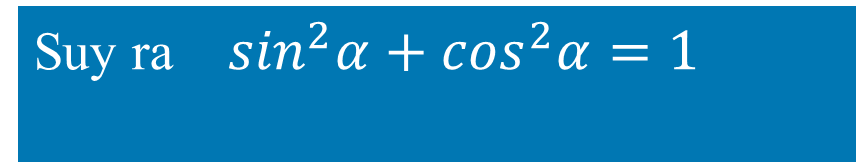 Suy ra sin²α + cos²α = 1